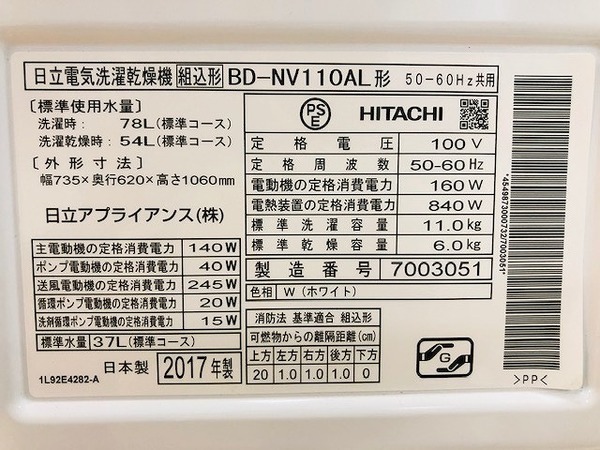 日立電気洗濯乾燥機 組込形 BD-NV110AL形 50-60Hz共用
〔標準使用水量〕
洗濯時： 78L(標準コース)
洗濯乾燥時：54L(標準コース)
〔外形寸法〕
幅735×奥行620×高さ1060mm
日立アプライアンス(株)
主電動機の定格消費電力 140W
ポンプ電動機の定格消費電力 40W
送風電動機の定格消費電力 245W
循環ポンプ電動機の定格消費電力 20W
洗剤循環ポンプ電動機の定格消費電力 15W
標準水量 37L(標準コース)
日本製 2017年製
1L92E4282-A
PSE HITACHI
定格電圧 100V
定格周波数 50-60Hz
電動機の定格消費電力 160W
電熱装置の定格消費電力 840W
標準洗濯容量 11.0kg
標準乾燥容量 6.0kg
製造番号 7003051
色相 W(ホワイト)
消防法 基準適合 組込形
可燃物からの離隔距離(cm)
上方 左方 右方 後方 下方
20 1.0 1.0 1.0 0
G
>PP<